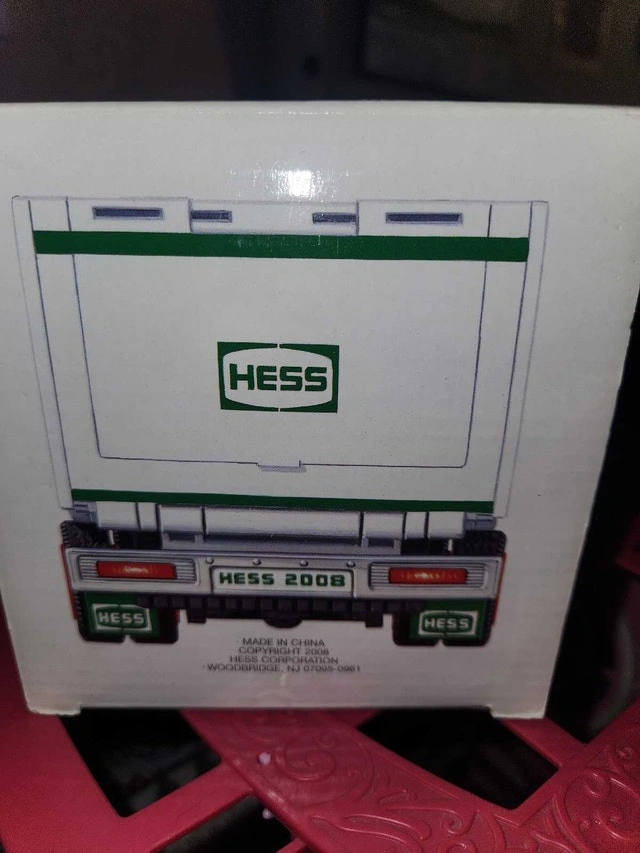 HESS
HESS 2008
HESS HESS
MADE IN CHINA
COPYRIGHT 2008
HESS CORPORATION
WOODBRIDGE, NJ 07095-0961